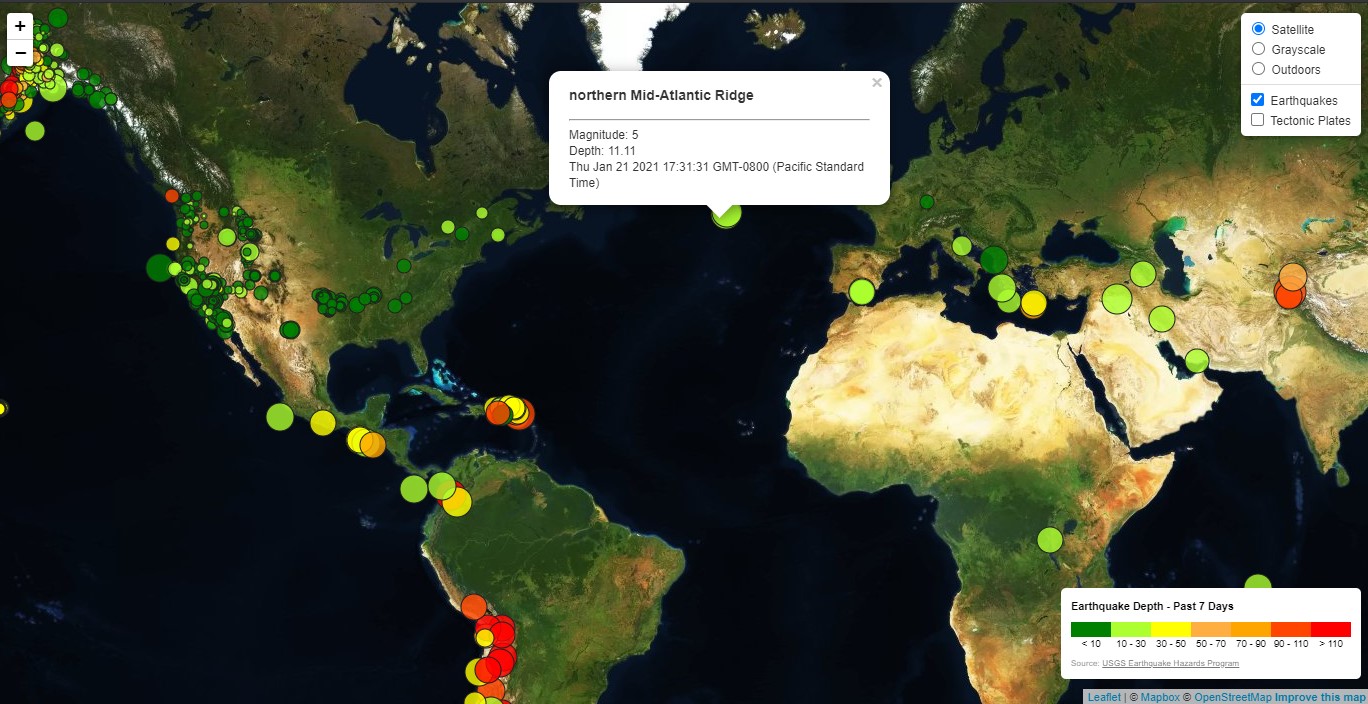 +
−
Satellite
Grayscale
Outdoors
Earthquakes
Tectonic Plates
×
northern Mid-Atlantic Ridge
Magnitude: 5
Depth: 11.11
Thu Jan 21 2021 17:31:31 GMT-0800 (Pacific Standard
Time)
Earthquake Depth - Past 7 Days
< 10 10 - 30 30 - 50 50 - 70 70 - 90 90 - 110 > 110
Source: USGS Earthquake Hazards Program
Leaflet | © Mapbox © OpenStreetMap Improve this map